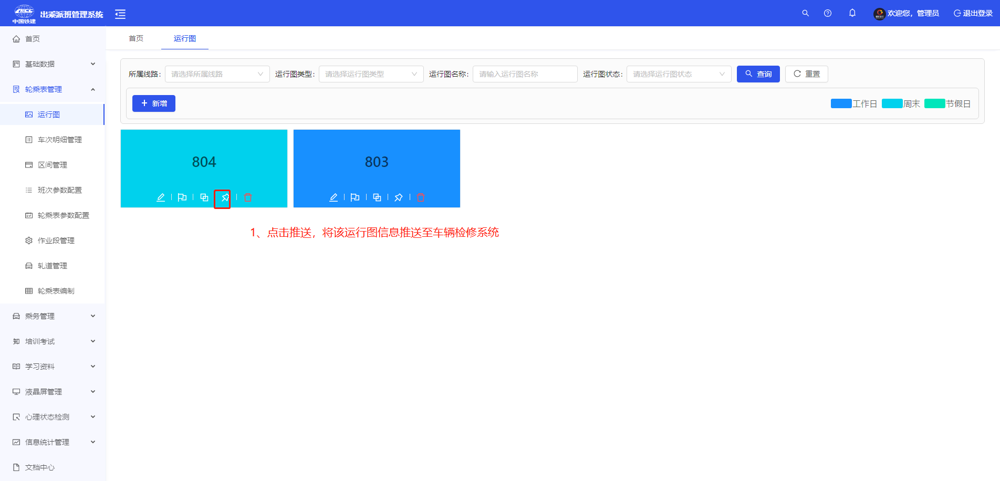 CRCC
中国铁建
出乘派班管理系统
欢迎您，管理员
退出登录
首页
运行图
首页
基础数据
轮乘表管理
运行图
车次明细管理
区间管理
班次参数配置
轮乘表参数配置
作业段管理
轧道管理
轮乘表编制
乘务管理
知 培训考试
学习资料
液晶屏管理
心理状态检测
信息统计管理
文档中心
所属线路： 请选择所属线路 运行图类型： 请选择运行图类型 运行图名称： 请输入运行图名称 运行图状态： 请选择运行图状态 查询 重置
新增
工作日 周末 节假日
804
803
1、点击推送，将该运行图信息推送至车辆检修系统